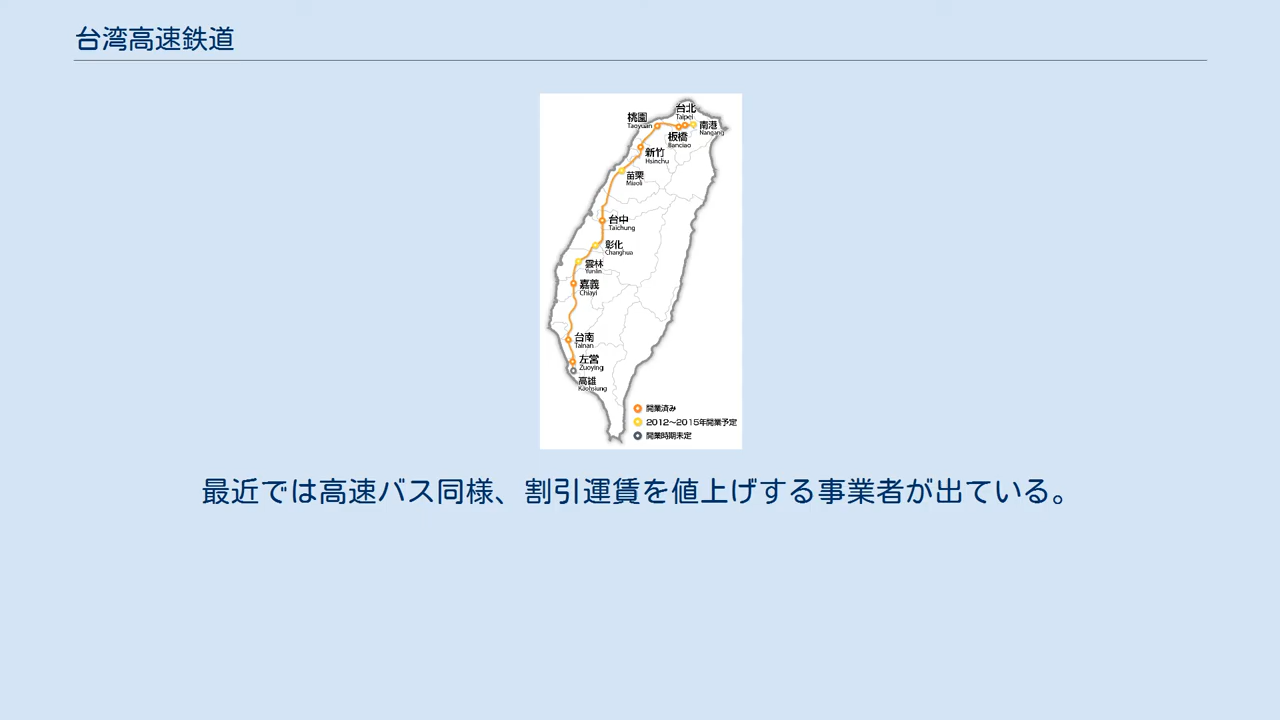 台湾高速鉄道
台北
Taipei
桃園
Taoyuan
南港
Nangang
板橋
Banciao
新竹
Hsinchu
苗栗
Miaoli
台中
Taichung
彰化
Changhua
雲林
Yunlin
嘉義
Chiayi
台南
Tainan
左営
Zuoying
高雄
Kaohsiung
開業済み
2012〜2015年開業予定
開業時期未定
最近では高速バス同様、割引運賃を値上げする事業者が出ている。